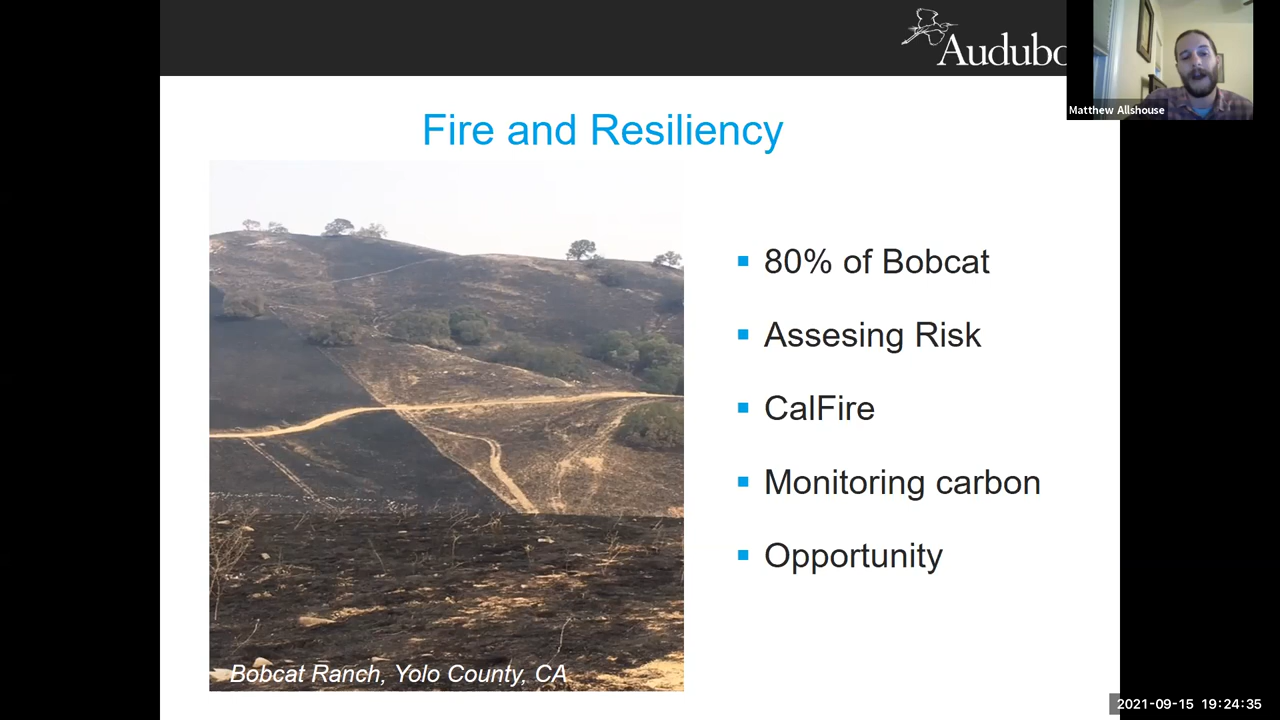 Audubo
Matthew Allshouse
Fire and Resiliency
80% of Bobcat
Assesing Risk
CalFire
Monitoring carbon
Opportunity
Bobcat Ranch, Yolo County, CA
2021-09-15 19:24:35